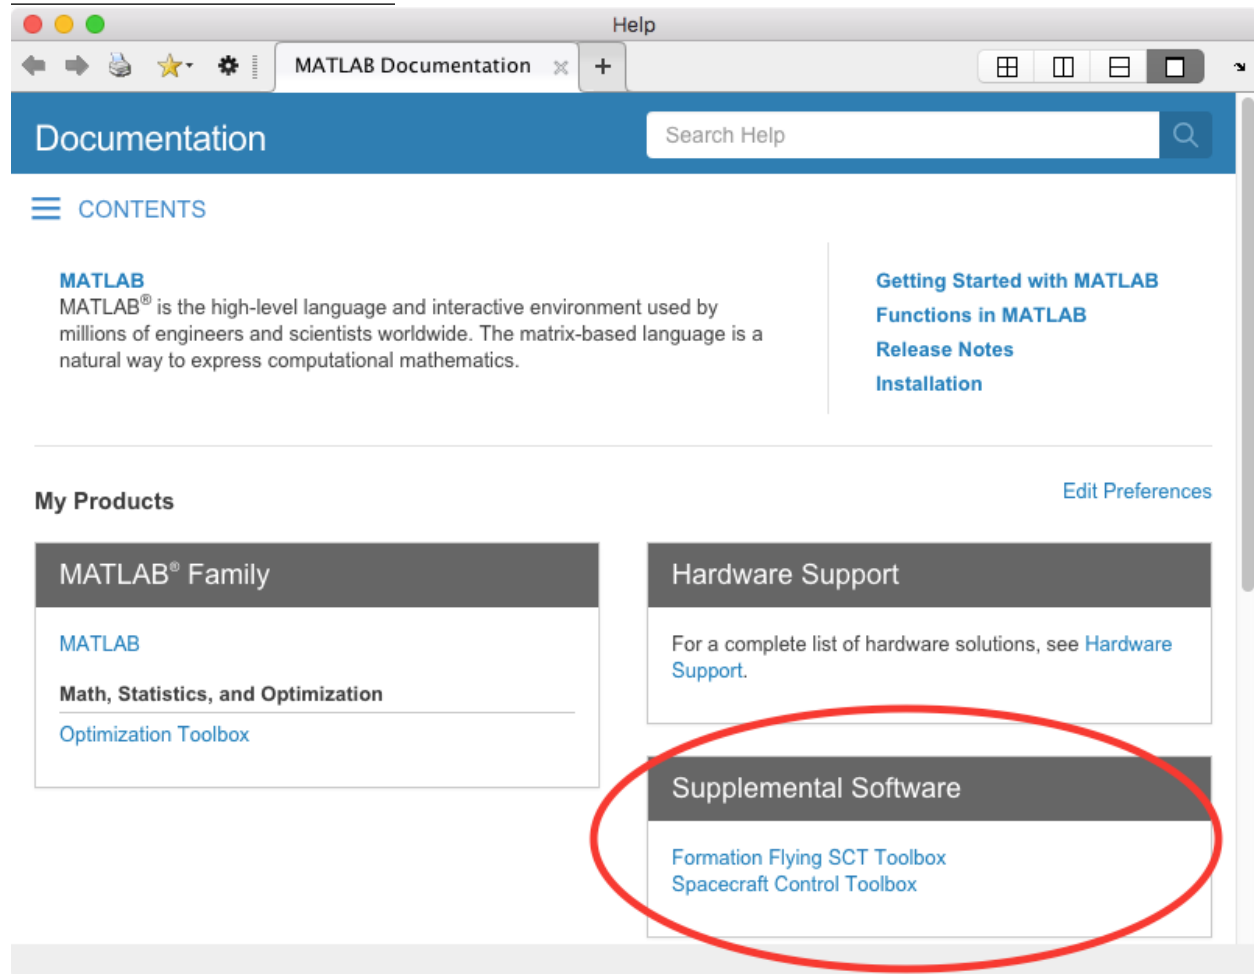 Help
MATLAB Documentation
Documentation
Search Help
CONTENTS
MATLAB
MATLAB® is the high-level language and interactive environment used by
millions of engineers and scientists worldwide. The matrix-based language is a
natural way to express computational mathematics.
Getting Started with MATLAB
Functions in MATLAB
Release Notes
Installation
My Products
Edit Preferences
MATLAB® Family
MATLAB
Math, Statistics, and Optimization
Optimization Toolbox
Hardware Support
For a complete list of hardware solutions, see Hardware
Support.
Supplemental Software
Formation Flying SCT Toolbox
Spacecraft Control Toolbox